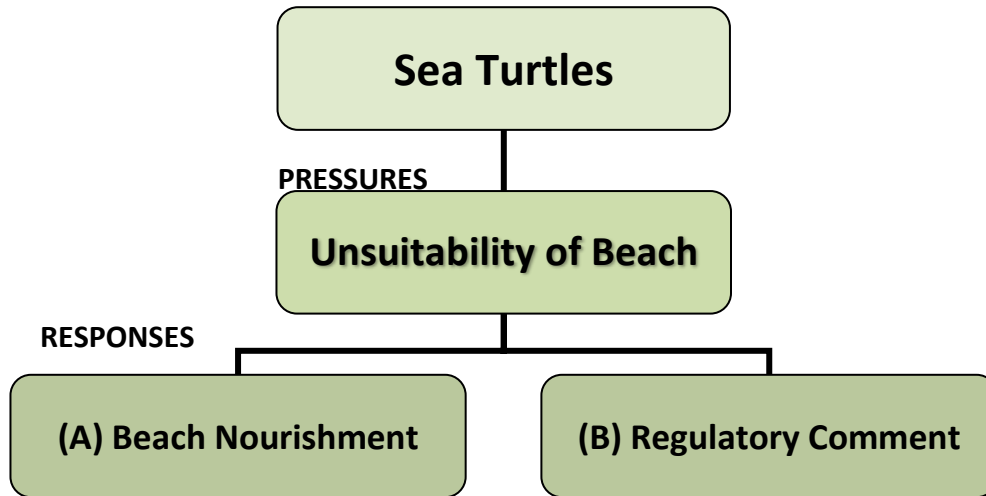 Sea Turtles
PRESSURES
Unsuitability of Beach
RESPONSES
(A) Beach Nourishment
(B) Regulatory Comment